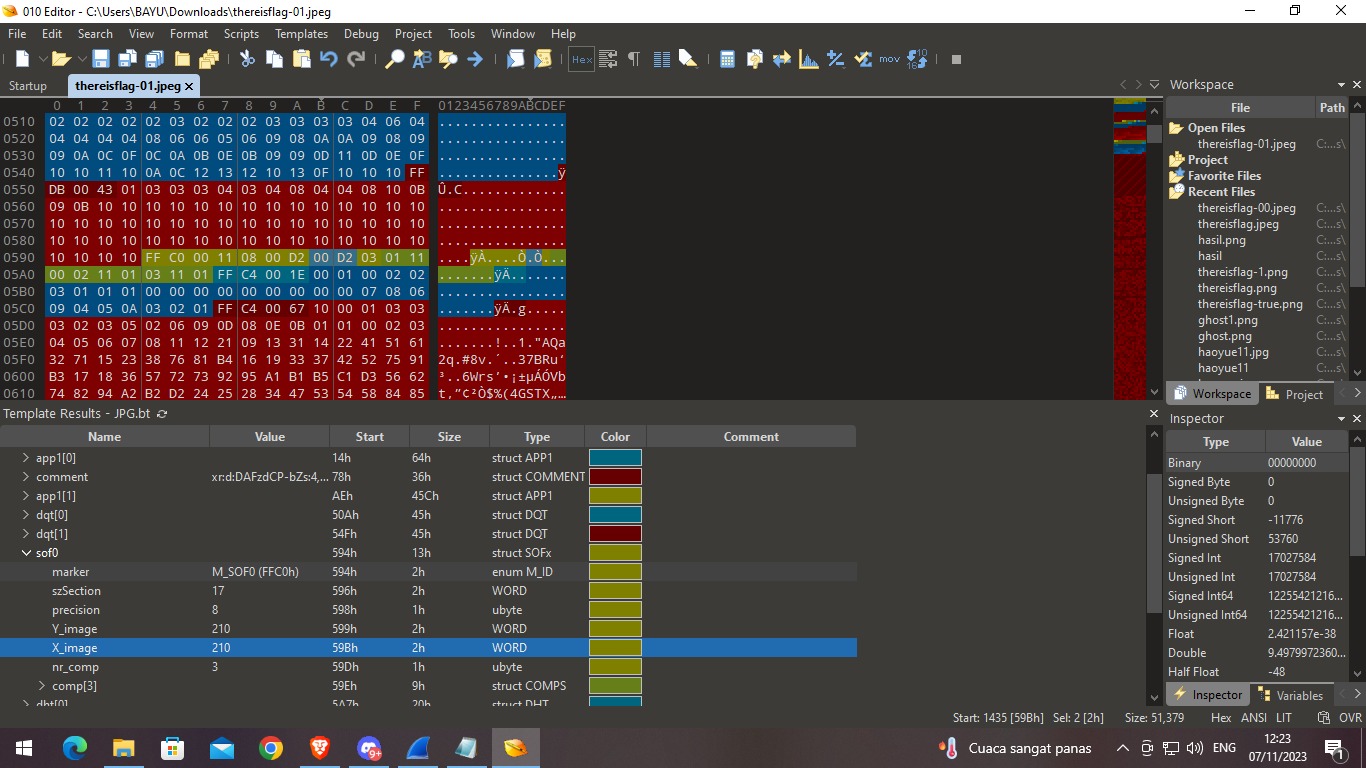 010 Editor - C:\Users\BAYU\Downloads\thereisflag-01.jpeg
File Edit Search View Format Scripts Templates Debug Project Tools Window Help
Hex
mov
Startup thereisflag-01.jpeg
0 1 2 3 4 5 6 7 8 9 A B C D E F 0123456789ABCDEF
0510 02 02 02 02 02 03 02 02 02 03 03 03 03 04 06 04 ................
0520 04 04 04 04 08 06 06 05 06 09 08 0A 0A 09 08 09 ................
0530 09 0A 0C 0F 0C 0A 0B 0E 0B 09 09 0D 11 0D 0E 0F ................
0540 10 10 11 10 0A 0C 12 13 12 10 13 0F 10 10 10 FF ...............ÿ
0550 DB 00 43 01 03 03 03 04 03 04 08 04 04 08 10 0B Û.C.............
0560 09 0B 10 10 10 10 10 10 10 10 10 10 10 10 10 10 ................
0570 10 10 10 10 10 10 10 10 10 10 10 10 10 10 10 10 ................
0580 10 10 10 10 10 10 10 10 10 10 10 10 10 10 10 10 ................
0590 10 10 10 10 FF C0 00 11 08 00 D2 00 D2 03 01 11 ....ÿÀ....Ò.Ò...
05A0 00 02 11 01 03 11 01 FF C4 00 1E 00 01 00 02 02 .......ÿÄ.......
05B0 03 01 01 01 00 00 00 00 00 00 00 00 00 07 08 06 ................
05C0 09 04 05 0A 03 02 01 FF C4 00 67 10 00 01 03 03 .......ÿÄ.g.....
05D0 03 02 03 05 02 06 09 0D 08 0E 0B 01 01 00 02 03 ................
05E0 04 05 06 07 08 11 12 21 09 13 31 14 22 41 51 61 .......!..1."AQa
05F0 32 71 15 23 38 76 81 B4 16 19 33 37 42 52 75 91 2q.#8v.´..37BRu‘
0600 B3 17 18 36 57 72 73 92 95 A1 B1 B5 C1 D3 56 62 ³..6Wrs’•¡±µÁÓVb
0610 74 82 94 A2 B2 D2 24 25 28 34 47 53 54 58 84 85 t‚”¢²Ò$%(4GSTX„…
Template Results - JPG.bt
Name Value Start Size Type Color Comment
app1[0] 14h 64h struct APP1
comment xr:d:DAFzdCP-bZs:4,... 78h 36h struct COMMENT
app1[1] AEh 45Ch struct APP1
dqt[0] 50Ah 45h struct DQT
dqt[1] 54Fh 45h struct DQT
sof0 594h 13h struct SOFx
marker M_SOF0 (FFC0h) 594h 2h enum M_ID
szSection 17 596h 2h WORD
precision 8 598h 1h ubyte
Y_image 210 599h 2h WORD
X_image 210 59Bh 2h WORD
nr_comp 3 59Dh 1h ubyte
comp[3] 59Eh 9h struct COMPS
dht[0] 5A7h 20h struct DHT
Workspace
File Path
Open Files
thereisflag-01.jpeg C:...s\
Project
Favorite Files
Recent Files
thereisflag-00.jpeg C:...s\
thereisflag.jpeg C:...s\
hasil.png C:...s\
hasil C:...s\
thereisflag-1.png C:...s\
thereisflag.png C:...s\
thereisflag-true.png C:...s\
ghost1.png C:...s\
ghost.png C:...s\
haoyue11.jpg C:...s\
haoyue11 C:...s\
Workspace Project
Inspector
Type Value
Binary 00000000
Signed Byte 0
Unsigned Byte 0
Signed Short -11776
Unsigned Short 53760
Signed Int 17027584
Unsigned Int 17027584
Signed Int64 12255421216...
Unsigned Int64 12255421216...
Float 2.421157e-38
Double 9.4979972360...
Half Float -48
Inspector Variables
Start: 1435 [59Bh] Sel: 2 [2h] Size: 51,379 Hex ANSI LIT OVR
9+
Cuaca sangat panas
ENG
12:23
07/11/2023
1